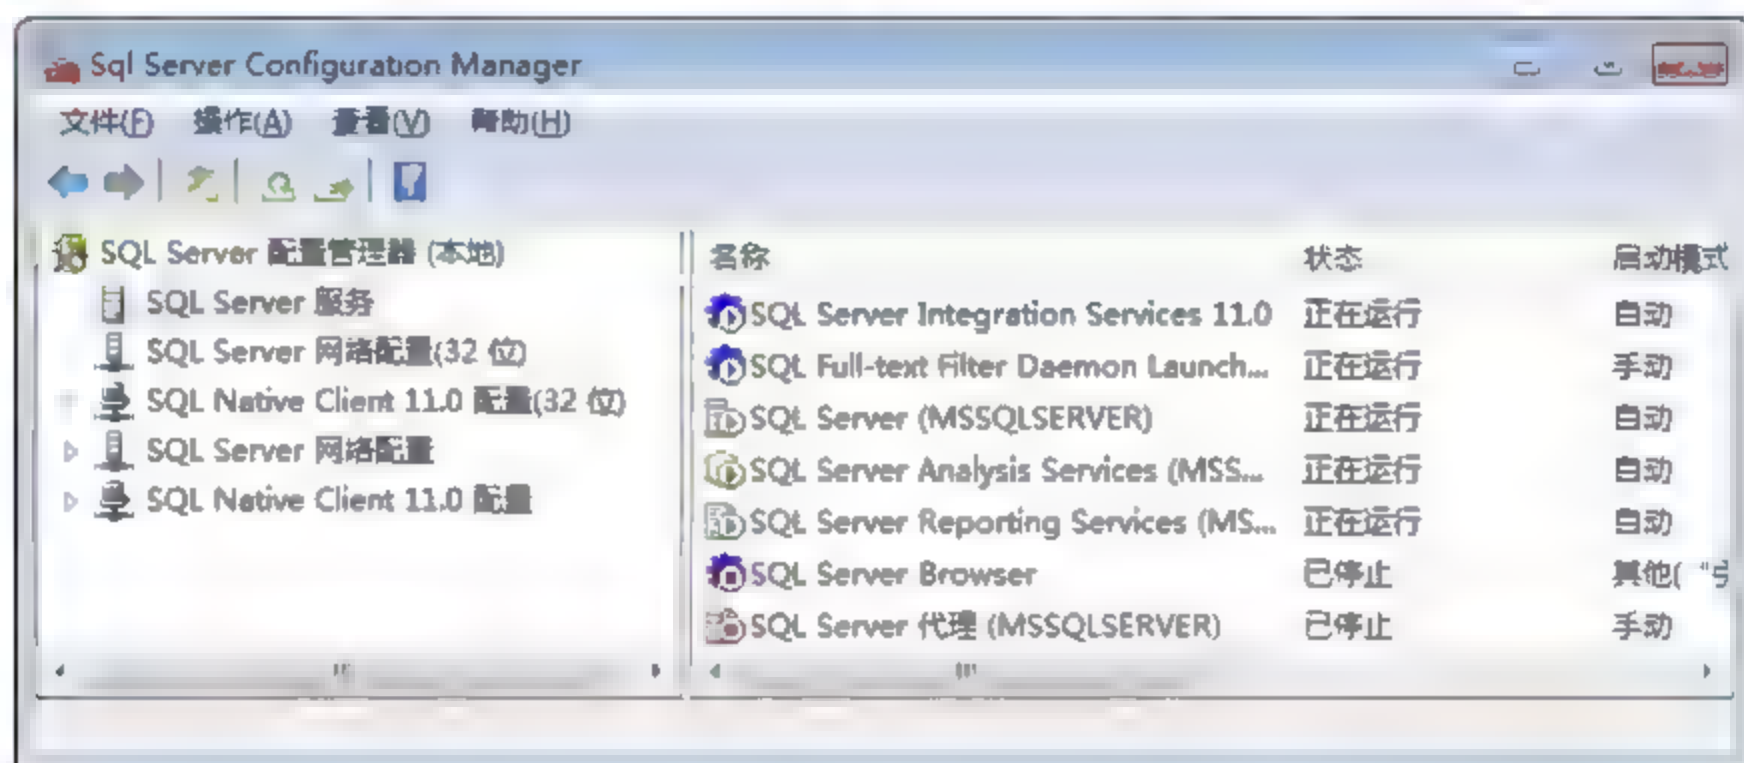 Sql Server Configuration Manager
文件(F) 操作(A) 查看(V) 帮助(H)
SQL Server 配置管理器 (本地)
SQL Server 服务
SQL Server 网络配置(32 位)
SQL Native Client 11.0 配置(32 位)
SQL Server 网络配置
SQL Native Client 11.0 配置
名称 状态 启动模式
SQL Server Integration Services 11.0 正在运行 自动
SQL Full-text Filter Daemon Launch... 正在运行 手动
SQL Server (MSSQLSERVER) 正在运行 自动
SQL Server Analysis Services (MSS... 正在运行 自动
SQL Server Reporting Services (MS... 正在运行 自动
SQL Server Browser 已停止 其他(
SQL Server 代理 (MSSQLSERVER) 已停止 手动